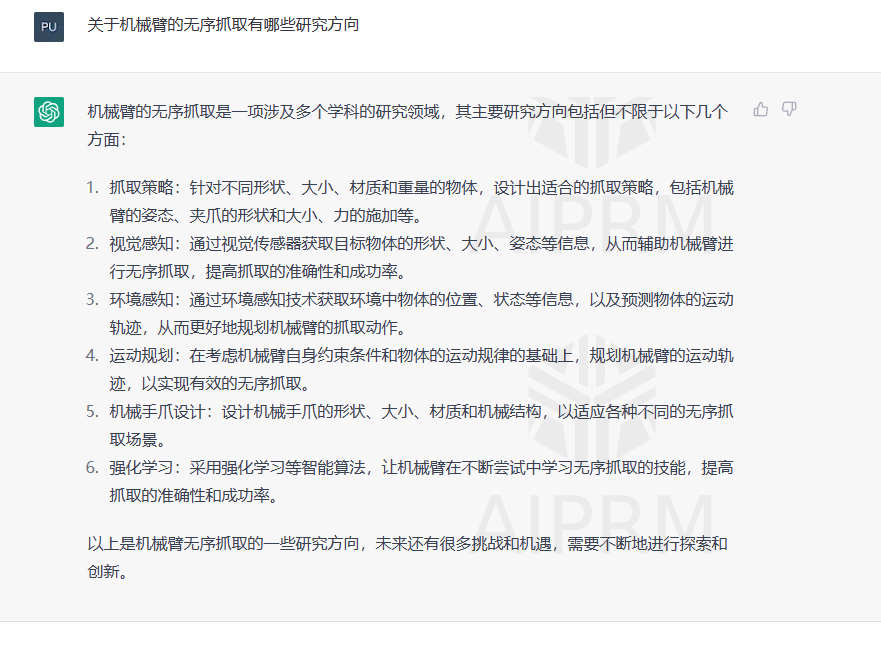 PU
关于机械臂的无序抓取有哪些研究方向
机械臂的无序抓取是一项涉及多个学科的研究领域，其主要研究方向包括但不限于以下几个
方面：
1. 抓取策略：针对不同形状、大小、材质和重量的物体，设计出适合的抓取策略，包括机械
臂的姿态、夹爪的形状和大小、力的施加等。
2. 视觉感知：通过视觉传感器获取目标物体的形状、大小、姿态等信息，从而辅助机械臂进
行无序抓取，提高抓取的准确性和成功率。
3. 环境感知：通过环境感知技术获取环境中物体的位置、状态等信息，以及预测物体的运动
轨迹，从而更好地规划机械臂的抓取动作。
4. 运动规划：在考虑机械臂自身约束条件和物体的运动规律的基础上，规划机械臂的运动轨
迹，以实现有效的无序抓取。
5. 机械手爪设计：设计机械手爪的形状、大小、材质和机械结构，以适应各种不同的无序抓
取场景。
6. 强化学习：采用强化学习等智能算法，让机械臂在不断尝试中学习无序抓取的技能，提高
抓取的准确性和成功率。
以上是机械臂无序抓取的一些研究方向，未来还有很多挑战和机遇，需要不断地进行探索和
创新。
AIPRM
AIPRM